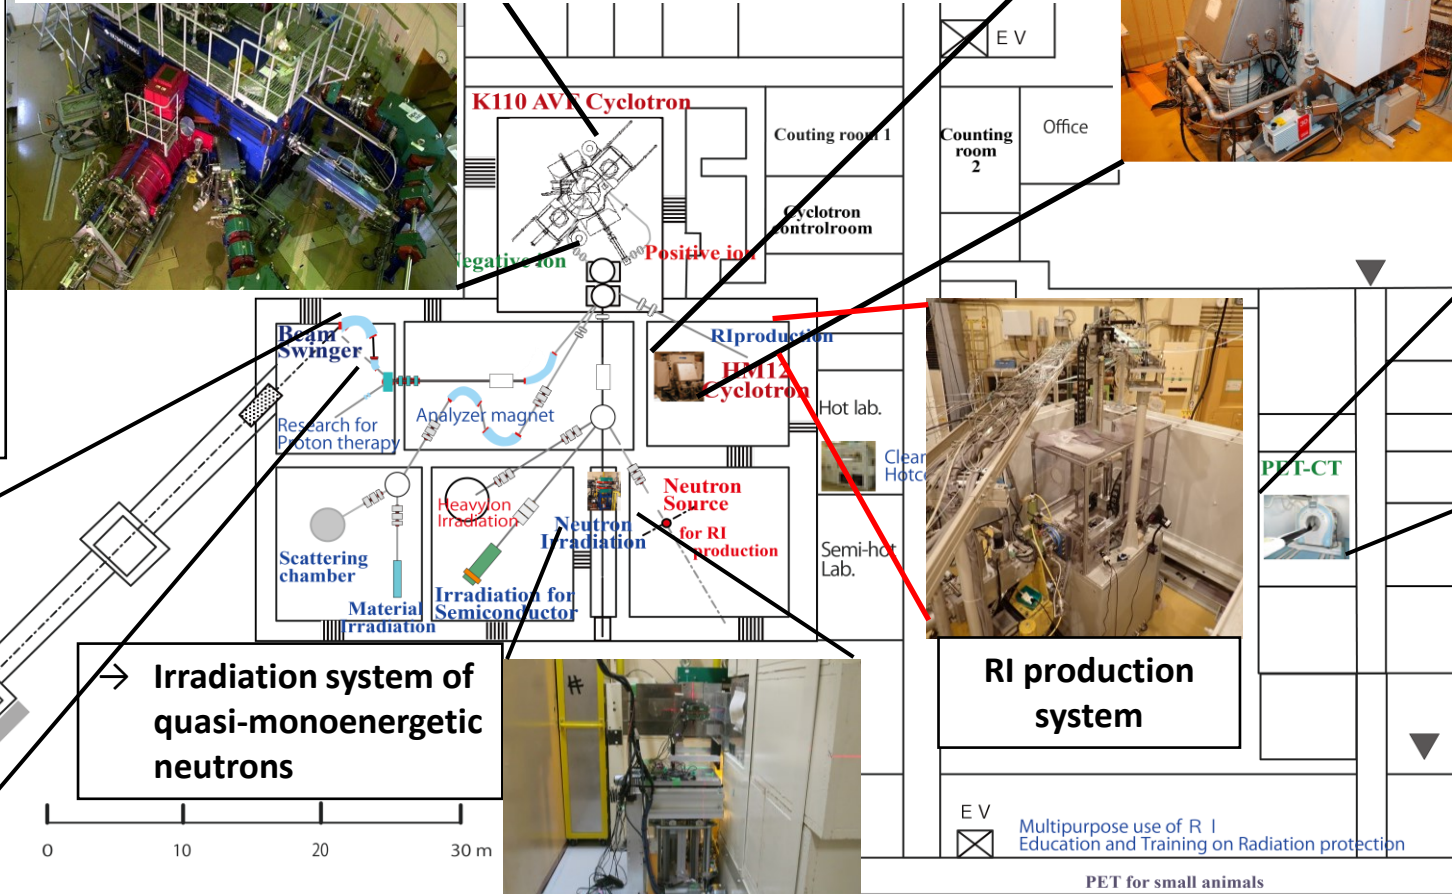 SUMITOMO
E V
K110 AVF Cyclotron
Couting room 1
Counting
room
2
Office
Cyclotron
controlroom
Negative ion
Positive ion
Beam
Swinger
RIproduction
HM12
Cyclotron
Research for
Proton therapy
Analyzer magnet
Hot lab.
Clean
Hotc
PET-CT
Heavy Ion
Irradiation
Neutron
Irradiation
Neutron
Source
for RI
production
Semi-hot
Lab.
Scattering
chamber
Material
Irradiation
Irradiation for
Semiconductor
→ Irradiation system of
quasi-monoenergetic
neutrons
RI production
system
0 10 20 30 m
E V
Multipurpose use of R I
Education and Training on Radiation protection
PET for small animals